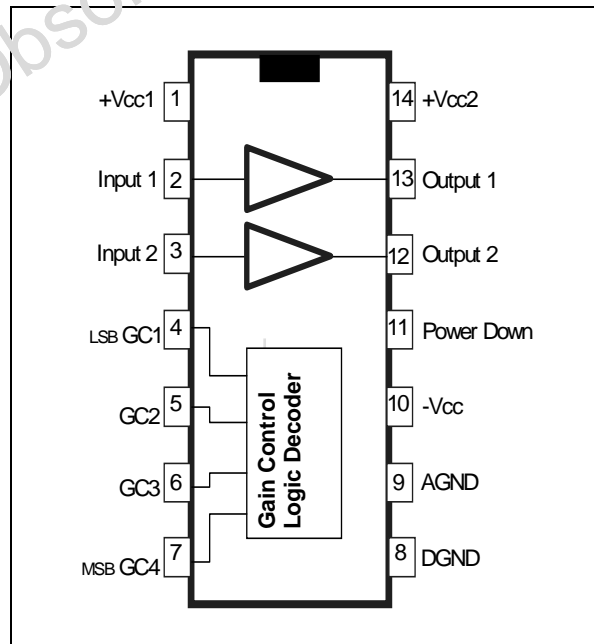 +Vcc1 1 14 +Vcc2
Input 1 2 13 Output 1
Input 2 3 12 Output 2
LSB GC1 4 11 Power Down
GC2 5 10 -Vcc
GC3 6 9 AGND
MSB GC4 7 8 DGND
Gain Control
Logic Decoder